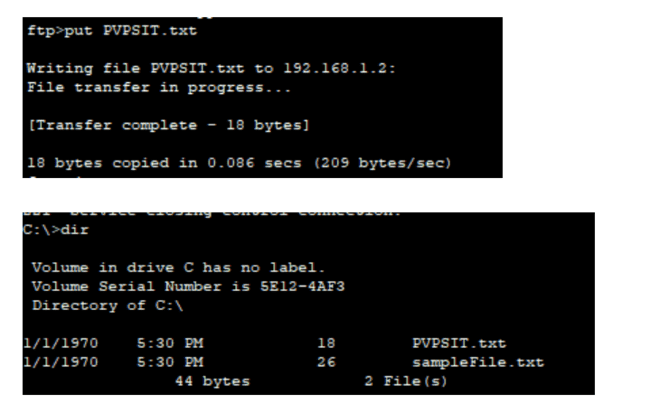 ftp>put PVPSIT.txt
Writing file PVPSIT.txt to 192.168.1.2:
File transfer in progress...
[Transfer complete - 18 bytes]
18 bytes copied in 0.086 secs (209 bytes/sec)
C:\>dir
Volume in drive C has no label.
Volume Serial Number is 5E12-4AF3
Directory of C:\
1/1/1970 5:30 PM 18 PVPSIT.txt
1/1/1970 5:30 PM 26 sampleFile.txt
44 bytes 2 File(s)